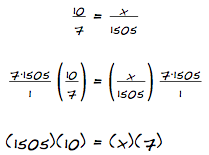 10/7 = x/1505
7·1505/1 (10/7) = (x/1505) 7·1505/1
(1505)(10) = (x)(7)